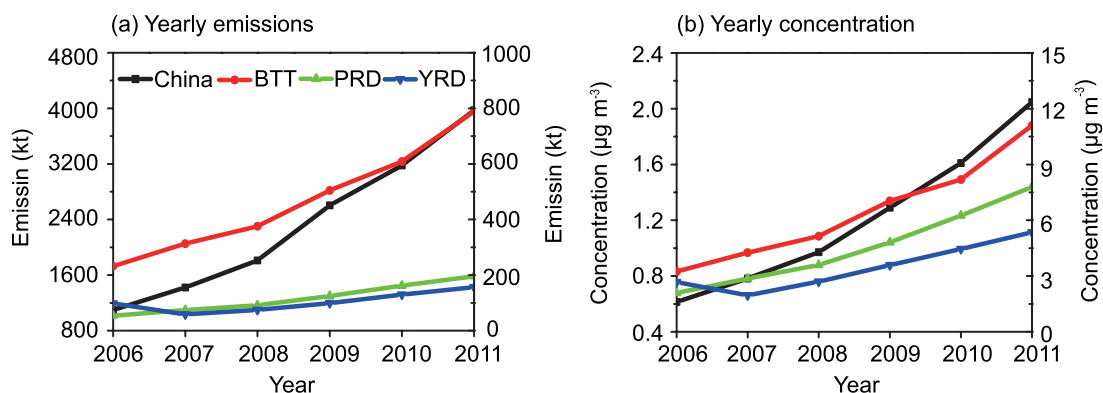 (a) Yearly emissions
4800
4000
3200
2400
1600
800
Emissin (kt)
China BTT PRD YRD
1000
800
600
400
200
0
Emission (kt)
2006 2007 2008 2009 2010 2011
Year
(b) Yearly concentration
2.4
2.0
1.6
1.2
0.8
0.4
Concentration (μg m⁻³)
15
12
9
6
3
0
Concentration (μg m⁻³)
2006 2007 2008 2009 2010 2011
Year